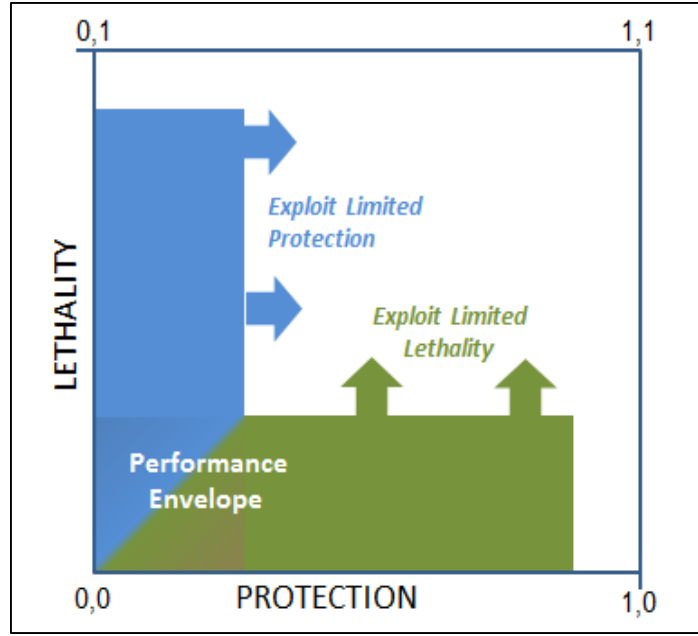 0,1
1,1
Exploit Limited
Protection
LETHALITY
Exploit Limited
Lethality
Performance
Envelope
0,0
PROTECTION
1,0